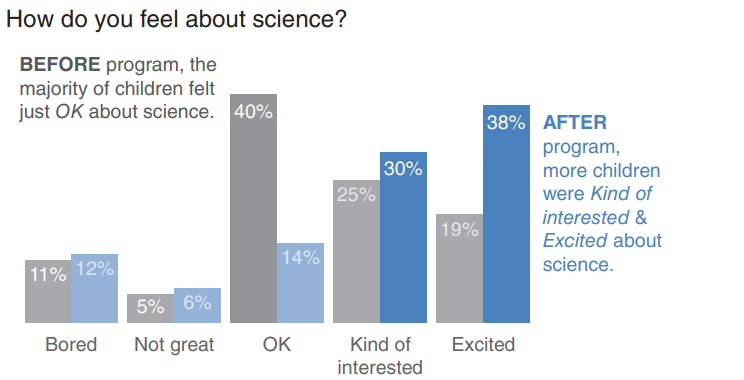 How do you feel about science?
BEFORE program, the
majority of children felt
just OK about science.
40%
38%
AFTER
program,
more children
were Kind of
interested &
Excited about
science.
30%
25%
19%
14%
11%
12%
5%
6%
Bored
Not great
OK
Kind of
interested
Excited